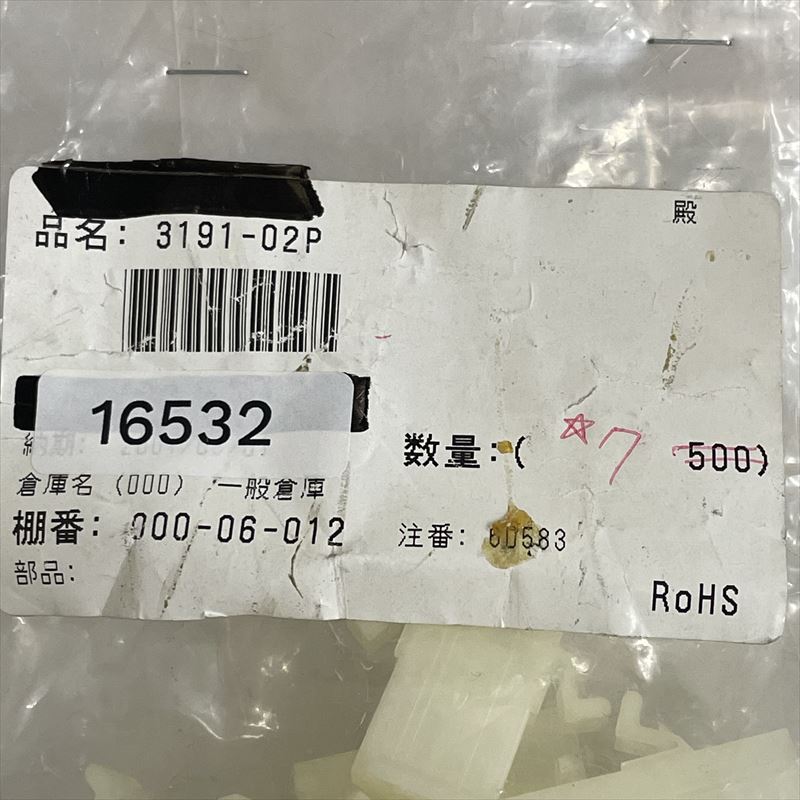 殿
品名: 3191-02P
16532
数量:( ☆7 500)
倉庫名 (000) 一般倉庫
棚番: 000-06-012
注番:
部品:
RoHS